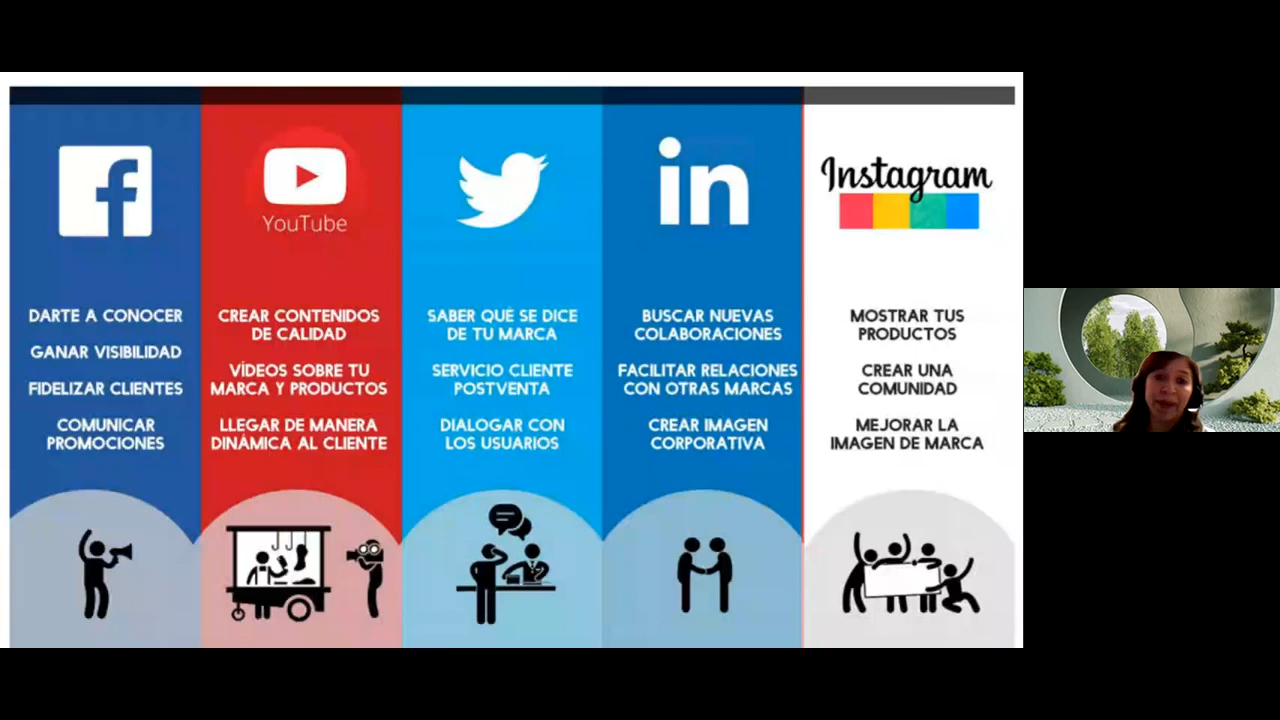 YouTube
in
Instagram
DARTE A CONOCER
GANAR VISIBILIDAD
FIDELIZAR CLIENTES
COMUNICAR
PROMOCIONES
CREAR CONTENIDOS
DE CALIDAD
VÍDEOS SOBRE TU
MARCA Y PRODUCTOS
LLEGAR DE MANERA
DINÁMICA AL CLIENTE
SABER QUÉ SE DICE
DE TU MARCA
SERVICIO CLIENTE
POSTVENTA
DIALOGAR CON
LOS USUARIOS
BUSCAR NUEVAS
COLABORACIONES
FACILITAR RELACIONES
CON OTRAS MARCAS
CREAR IMAGEN
CORPORATIVA
MOSTRAR TUS
PRODUCTOS
CREAR UNA
COMUNIDAD
MEJORAR LA
IMAGEN DE MARCA